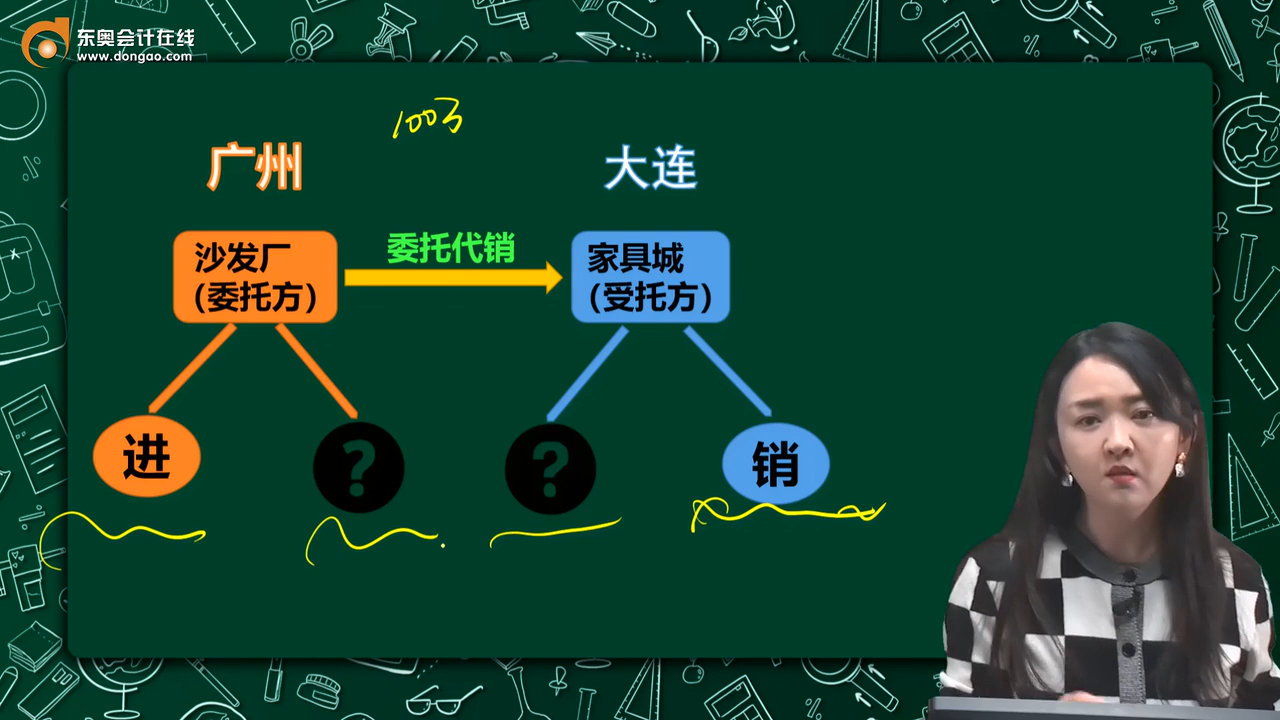 东奥会计在线
www.dongao.com
100万
广州
大连
沙发厂
(委托方)
委托代销
家具城
(受托方)
进
?
?
销